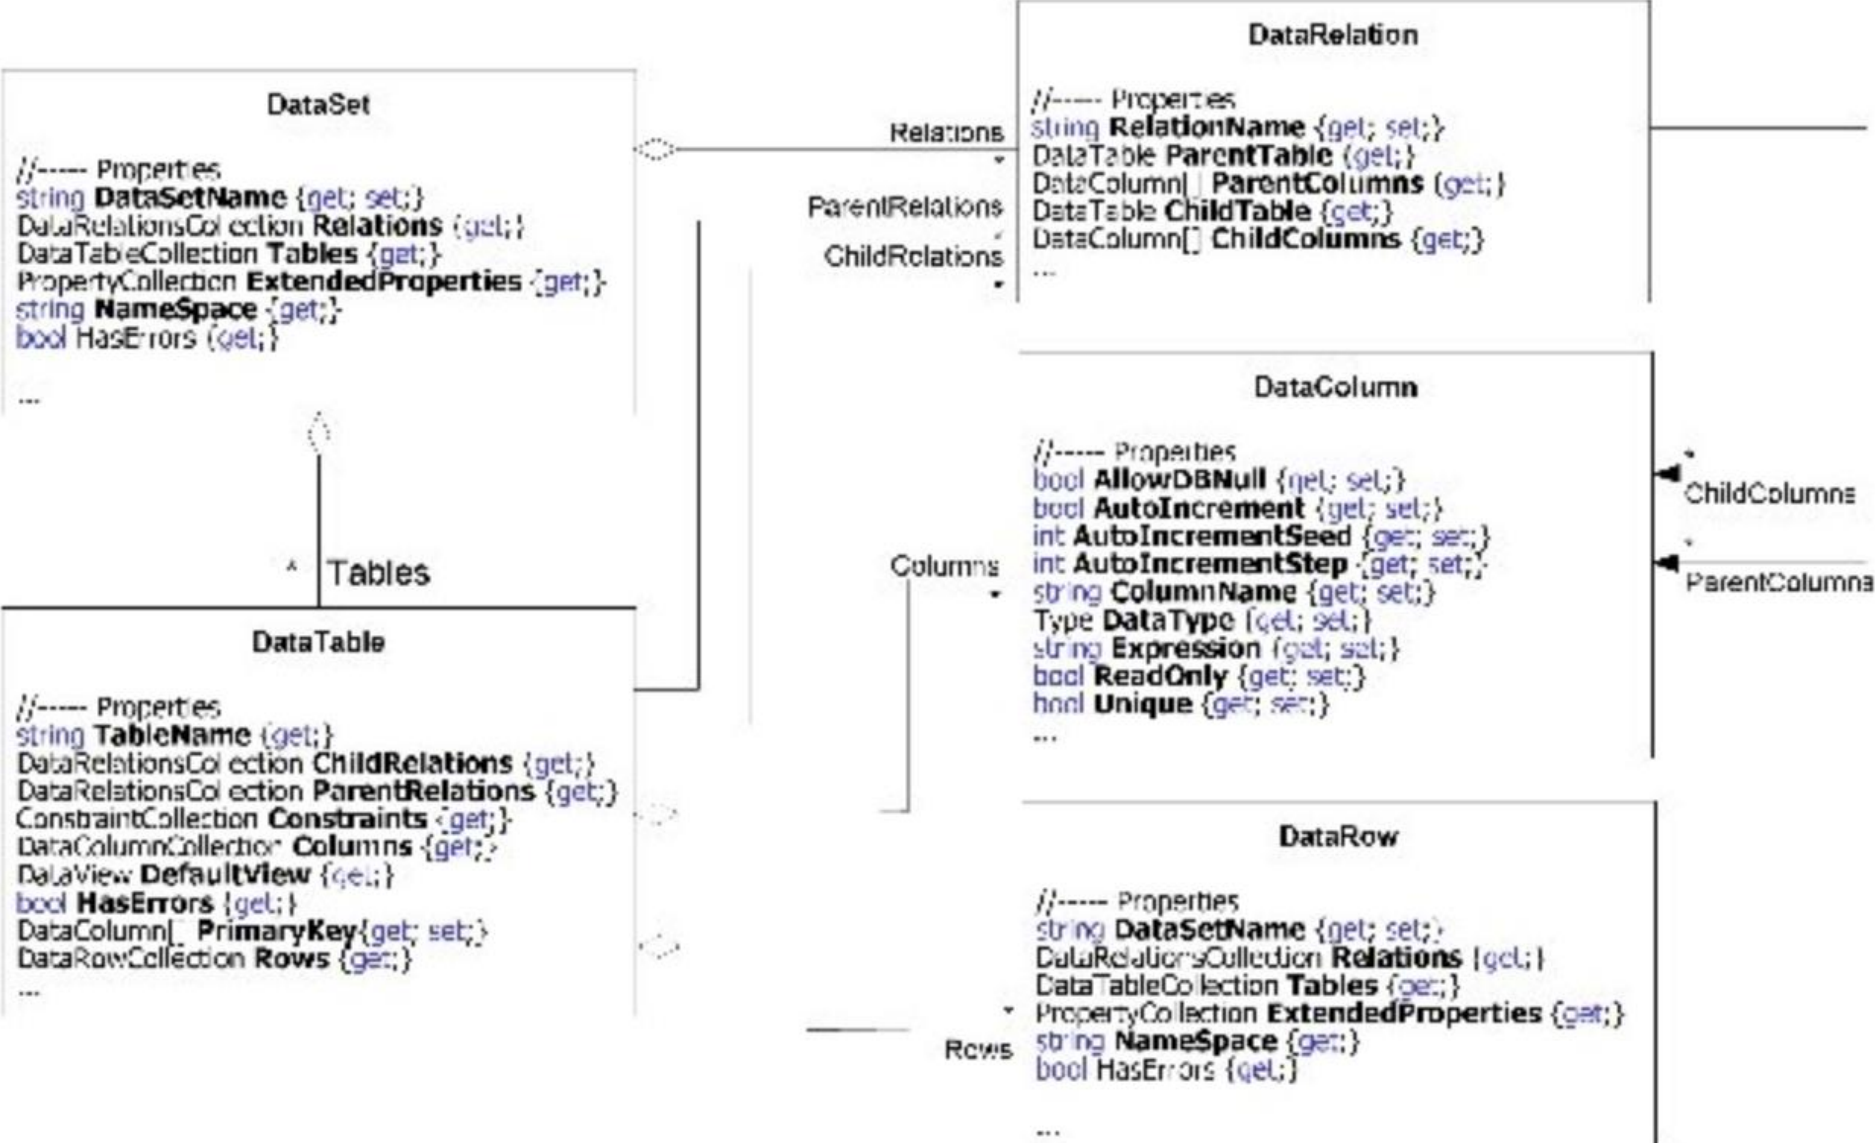 DataSet
//----- Properties
string DataSetName {get; set;}
DataRelationsCollection Relations {get;}
DataTableCollection Tables {get;}
PropertyCollection ExtendedProperties {get;}
string NameSpace {get;}
bool HasErrors {get;}
...
* Tables
DataTable
//----- Properties
string TableName {get;}
DataRelationsCollection ChildRelations {get;}
DataRelationsCollection ParentRelations {get;}
ConstraintCollection Constraints {get;}
DataColumnCollection Columns {get;}
DataView DefaultView {get;}
bool HasErrors {get;}
DataColumn[] PrimaryKey{get; set;}
DataRowCollection Rows {get;}
...
Relations
*
ParentRelations
*
ChildRelations
*
Columns
*
*
Rows
DataRelation
//----- Properties
string RelationName {get; set;}
DataTable ParentTable {get;}
DataColumn[] ParentColumns {get;}
DataTable ChildTable {get;}
DataColumn[] ChildColumns {get;}
...
DataColumn
//----- Properties
bool AllowDBNull {get; set;}
bool AutoIncrement {get; set;}
int AutoIncrementSeed {get; set;}
int AutoIncrementStep {get; set;}
string ColumnName {get; set;}
Type DataType {get; set;}
string Expression {get; set;}
bool ReadOnly {get; set;}
bool Unique {get; set;}
...
*
ChildColumns
*
ParentColumns
DataRow
//----- Properties
string DataSetName {get; set;}
DataRelationsCollection Relations {get;}
DataTableCollection Tables {get;}
PropertyCollection ExtendedProperties {get;}
string NameSpace {get;}
bool HasErrors {get;}
...